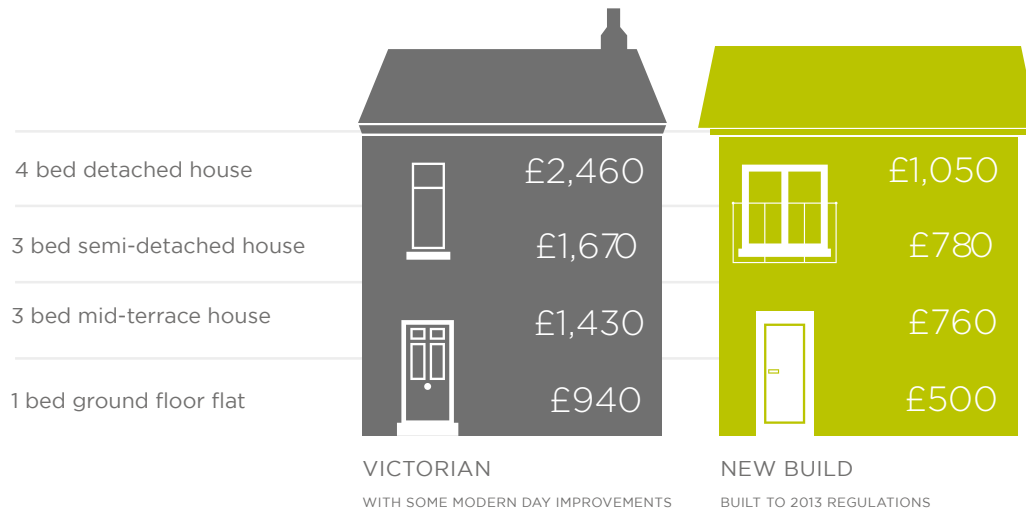 4 bed detached house £2,460 £1,050
3 bed semi-detached house £1,670 £780
3 bed mid-terrace house £1,430 £760
1 bed ground floor flat £940 £500
VICTORIAN NEW BUILD
WITH SOME MODERN DAY IMPROVEMENTS BUILT TO 2013 REGULATIONS